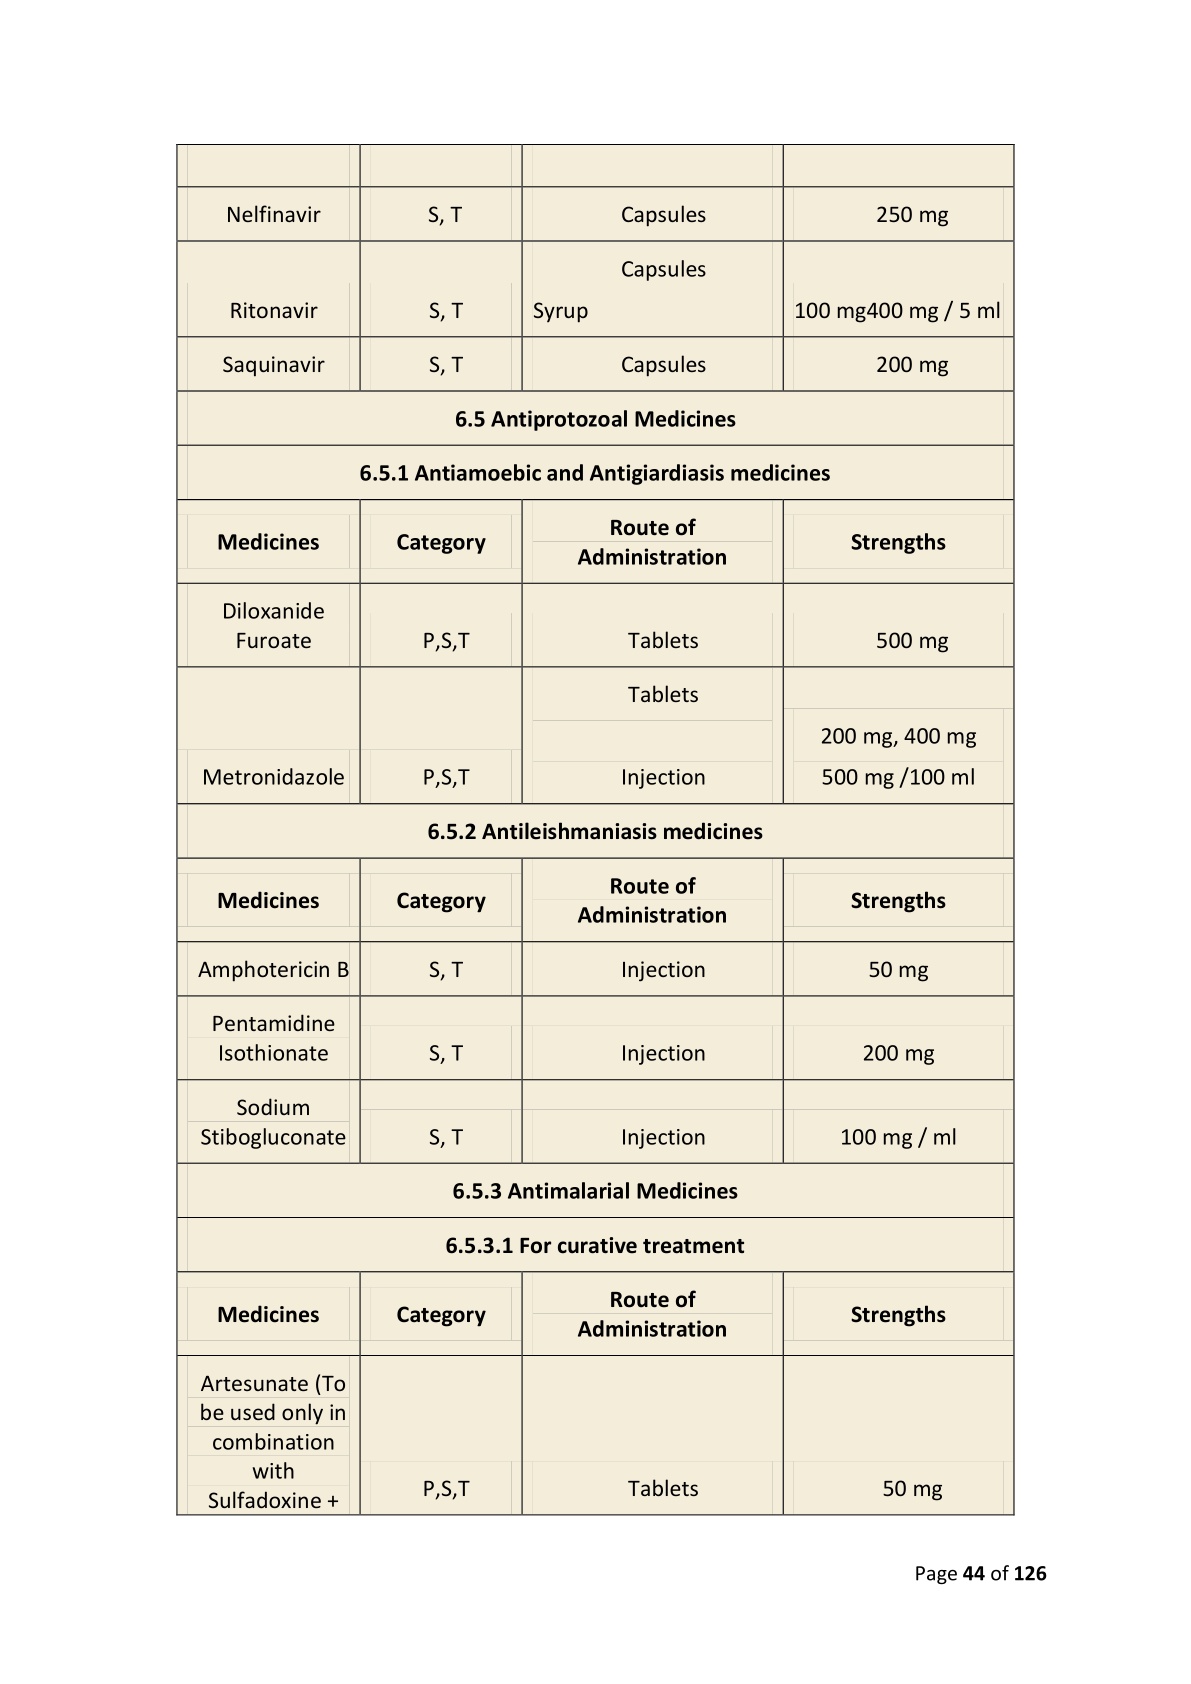 Nelfinavir S, T Capsules 250 mg
Capsules
Ritonavir S, T Syrup 100 mg400 mg / 5 ml
Saquinavir S, T Capsules 200 mg
6.5 Antiprotozoal Medicines
6.5.1 Antiamoebic and Antigiardiasis medicines
Route of
Medicines Category Strengths
Administration
Diloxanide
Furoate P,S,T Tablets 500 mg
Tablets
200 mg, 400 mg
Metronidazole P,S,T Injection 500 mg /100 ml
6.5.2 Antileishmaniasis medicines
Route of
Medicines Category Strengths
Administration
Amphotericin B S, T Injection 50 mg
Pentamidine
Isothionate S, T Injection 200 mg
Sodium
Stibogluconate S, T Injection 100 mg / ml
6.5.3 Antimalarial Medicines
6.5.3.1 For curative treatment
Route of
Medicines Category Strengths
Administration
Artesunate (To
be used only in
combination
with
Sulfadoxine + P,S,T Tablets 50 mg
Page 44 of 126